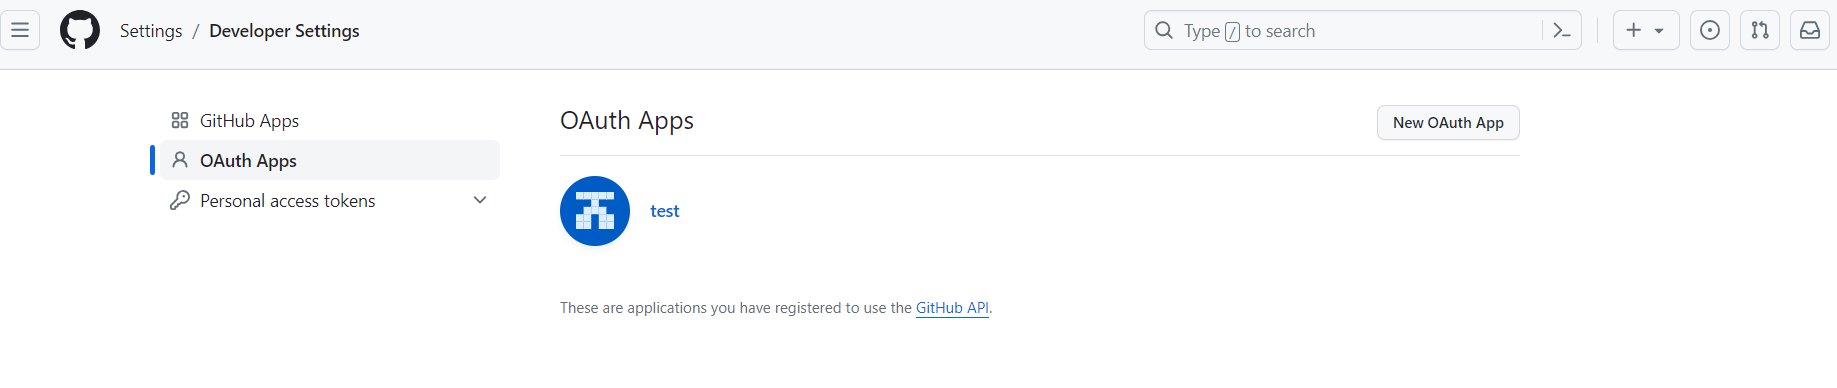 Settings / Developer Settings
Type / to search
GitHub Apps
OAuth Apps
Personal access tokens
OAuth Apps
New OAuth App
test
These are applications you have registered to use the GitHub API.